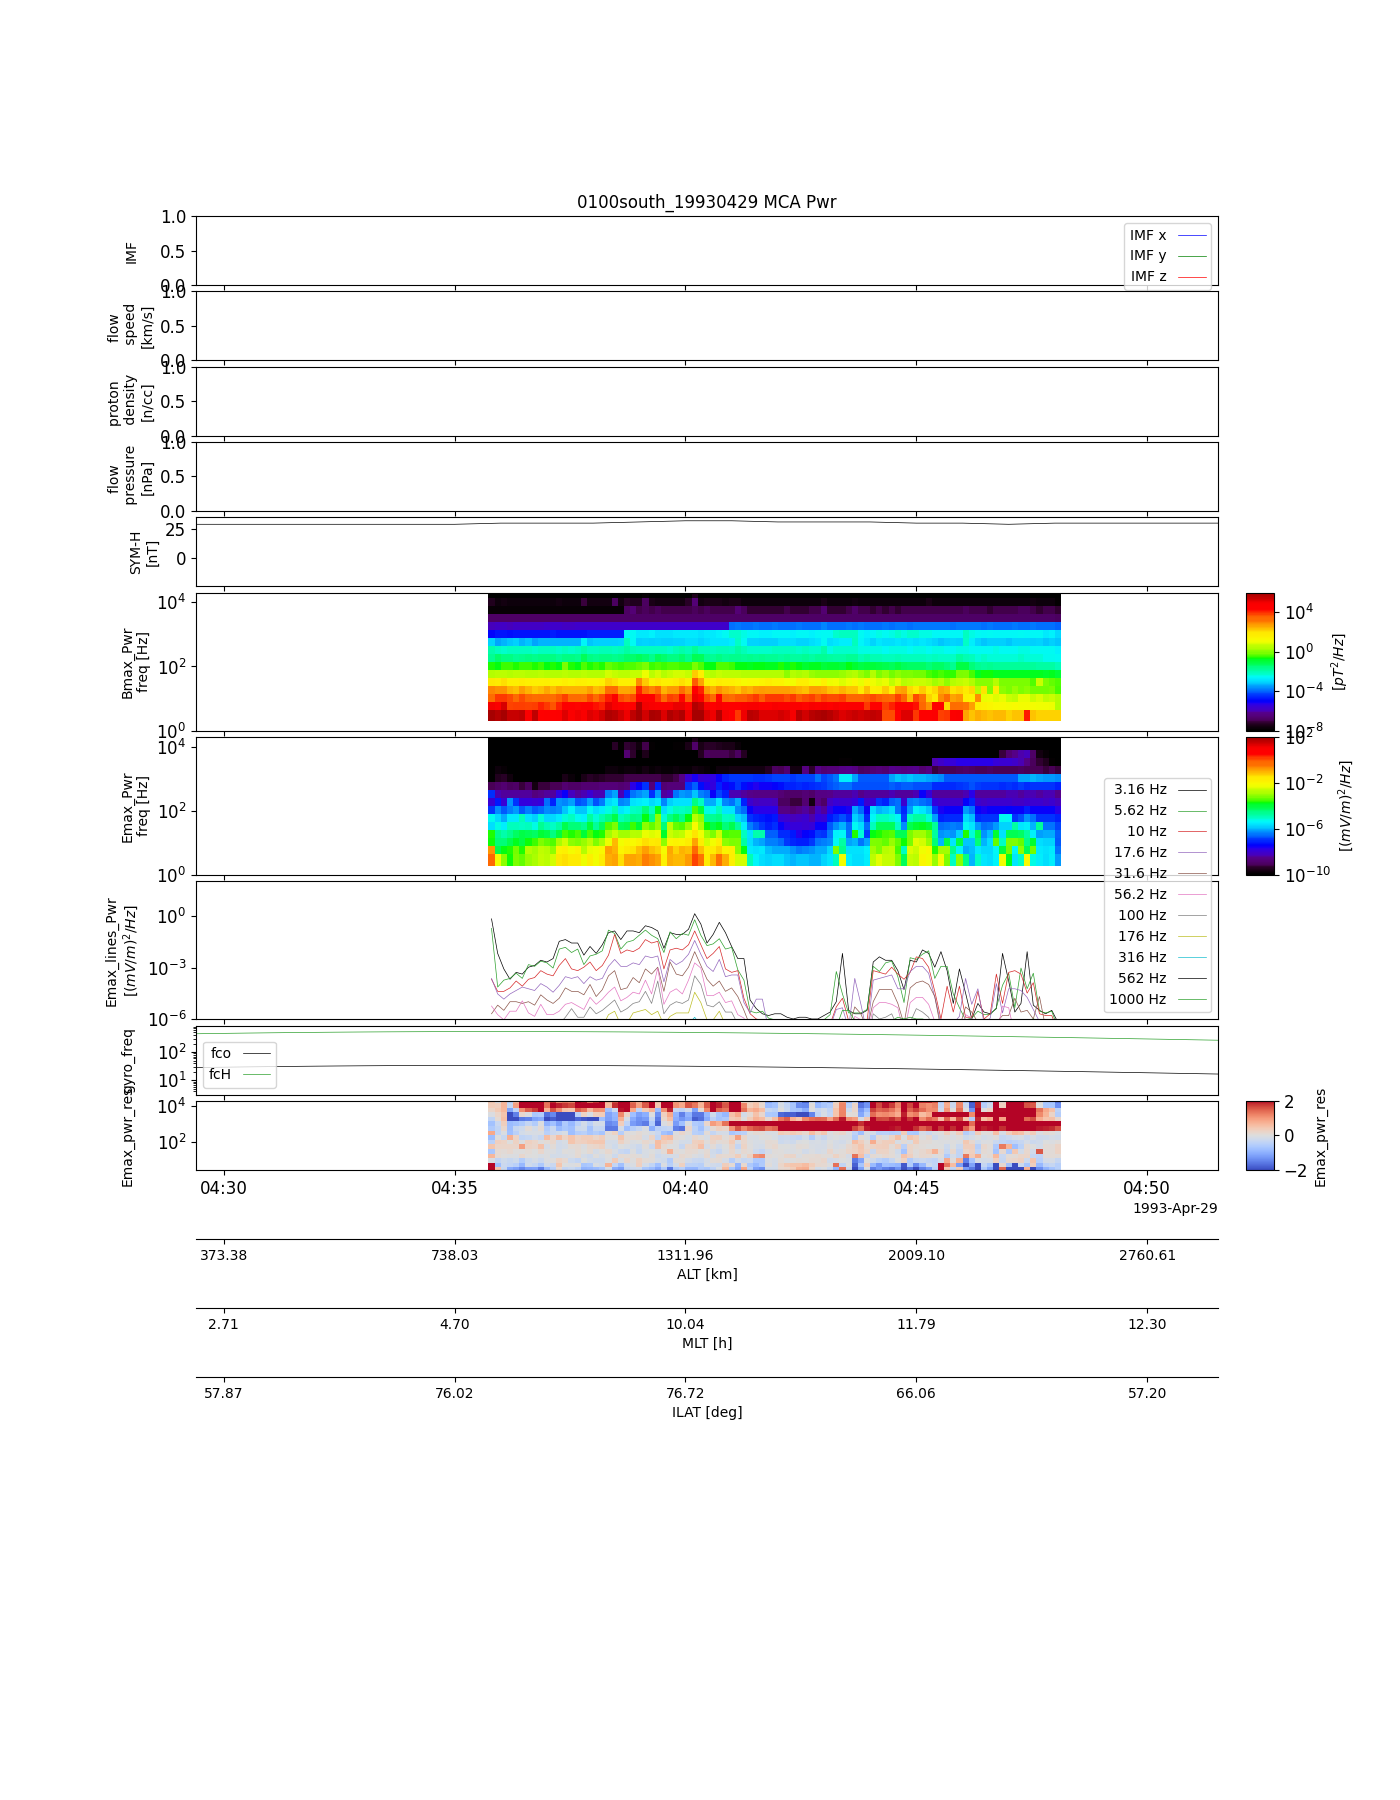 0100south_19930429 MCA Pwr
1.0
0.5
0.0
IMF
IMF x
IMF y
IMF z
1.0
0.5
0.0
flow
speed
[km/s]
1.0
0.5
0.0
proton
density
[n/cc]
1.0
0.5
0.0
flow
pressure
[nPa]
25
0
SYM-H
[nT]
10^4
10^2
10^0
Bmax_Pwr
freq [Hz]
10^4
10^0
10^-4
10^-8
[pT^2/Hz]
10^4
10^2
10^0
Emax_Pwr
freq [Hz]
10^2
10^-2
10^-6
10^-10
[(mV/m)^2/Hz]
3.16 Hz
5.62 Hz
10 Hz
17.6 Hz
31.6 Hz
56.2 Hz
100 Hz
176 Hz
316 Hz
562 Hz
1000 Hz
10^0
10^-3
10^-6
Emax_lines_Pwr
[(mV/m)^2/Hz]
10^2
10^1
gyro_freq
fco
fcH
10^4
10^2
Emax_pwr_res
2
0
−2
Emax_pwr_res
04:30 04:35 04:40 04:45 04:50
1993-Apr-29
373.38 738.03 1311.96 2009.10 2760.61
ALT [km]
2.71 4.70 10.04 11.79 12.30
MLT [h]
57.87 76.02 76.72 66.06 57.20
ILAT [deg]